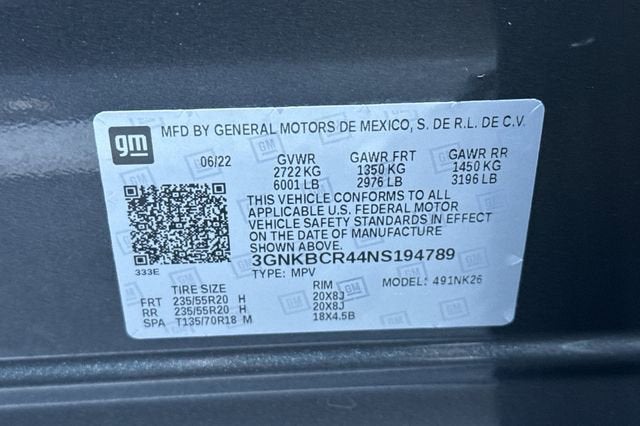 gm
MFD BY GENERAL MOTORS DE MEXICO, S. DE R.L. DE C.V.
06/22 GVWR GAWR FRT GAWR RR
2722 KG 1350 KG 1450 KG
6001 LB 2976 LB 3196 LB
THIS VEHICLE CONFORMS TO ALL
APPLICABLE U.S. FEDERAL MOTOR
VEHICLE SAFETY STANDARDS IN EFFECT
ON THE DATE OF MANUFACTURE
SHOWN ABOVE.
3GNKBCR44NS194789
333E
TYPE: MPV MODEL: 491NK26
TIRE SIZE RIM
FRT 235/55R20 H 20X8J
RR 235/55R20 H 20X8J
SPA T135/70R18 M 18X4.5B